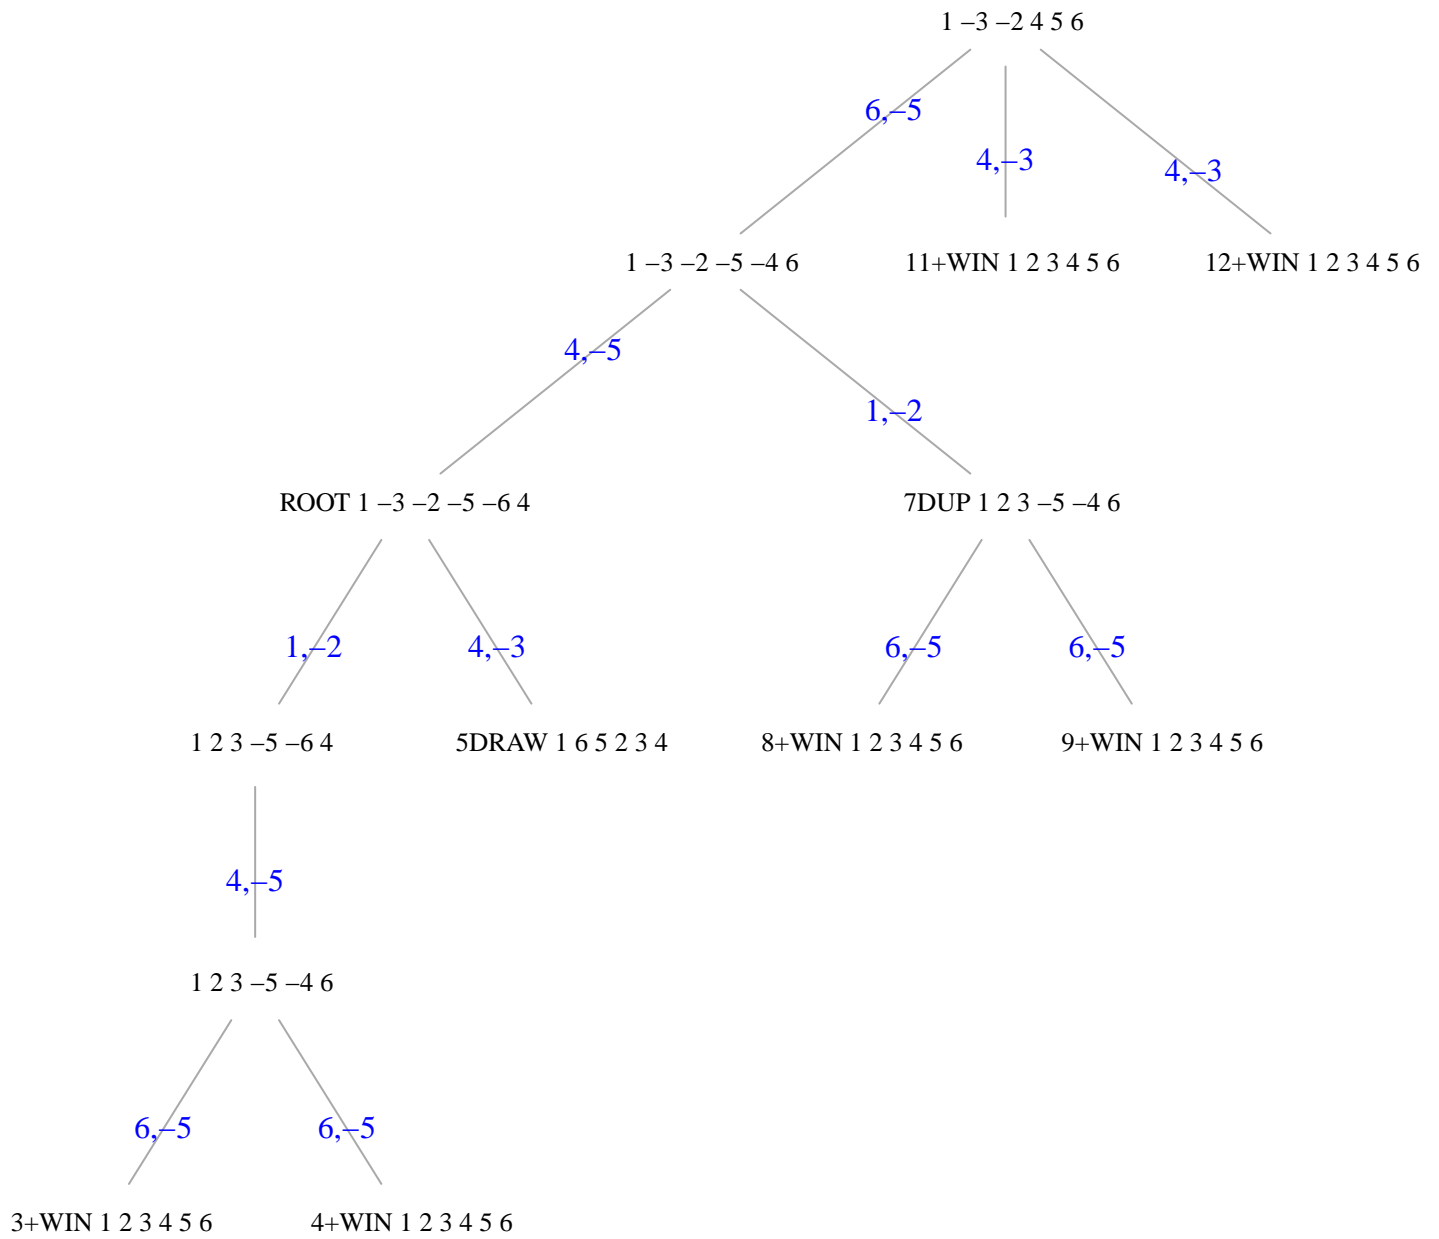 1 –3 –2 4 5 6
6,–5
4,–3
4,–3
1 –3 –2 –5 –4 6
11+WIN 1 2 3 4 5 6
12+WIN 1 2 3 4 5 6
4,–5
1,–2
ROOT 1 –3 –2 –5 –6 4
7DUP 1 2 3 –5 –4 6
1,–2
4,–3
6,–5
6,–5
1 2 3 –5 –6 4
5DRAW 1 6 5 2 3 4
8+WIN 1 2 3 4 5 6
9+WIN 1 2 3 4 5 6
4,–5
1 2 3 –5 –4 6
6,–5
6,–5
3+WIN 1 2 3 4 5 6
4+WIN 1 2 3 4 5 6